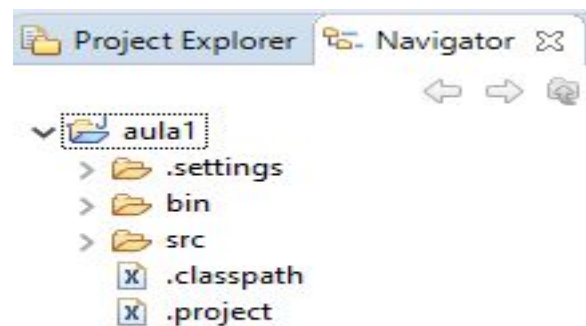 Project Explorer Navigator
aula1
.settings
bin
src
.classpath
.project